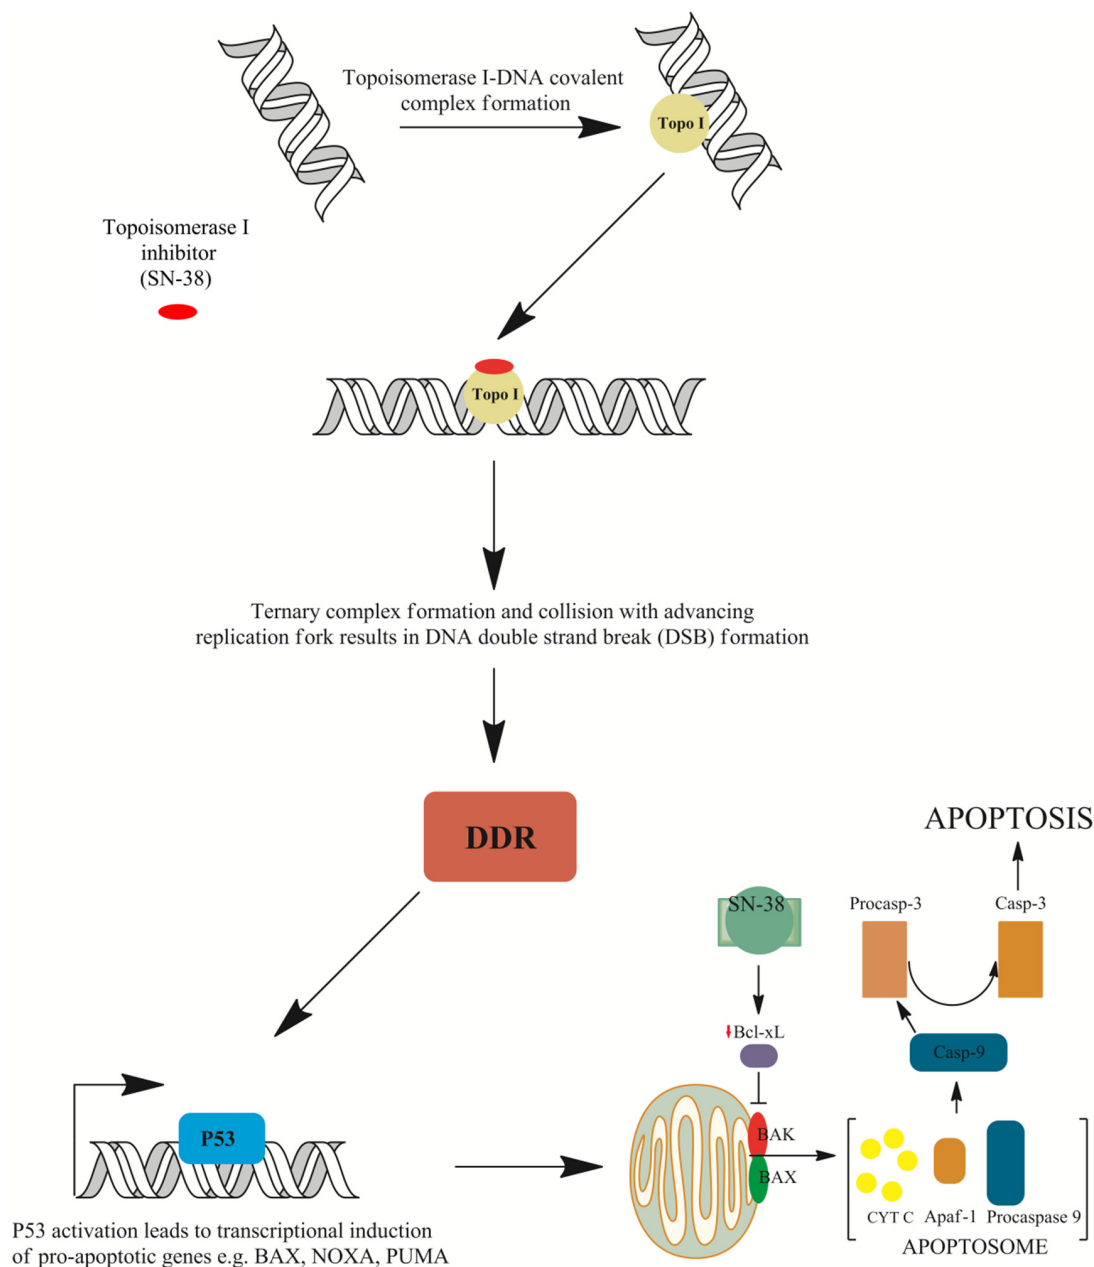 Topoisomerase I-DNA covalent
complex formation
Topo I
Topoisomerase I
inhibitor
(SN-38)
Topo I
Ternary complex formation and collision with advancing
replication fork results in DNA double strand break (DSB) formation
DDR
P53
P53 activation leads to transcriptional induction
of pro-apoptotic genes e.g. BAX, NOXA, PUMA
SN-38
Bcl-xL
BAK
BAX
CYT C
Apaf-1
Procaspase 9
APOPTOSOME
Casp-9
Procasp-3
Casp-3
APOPTOSIS